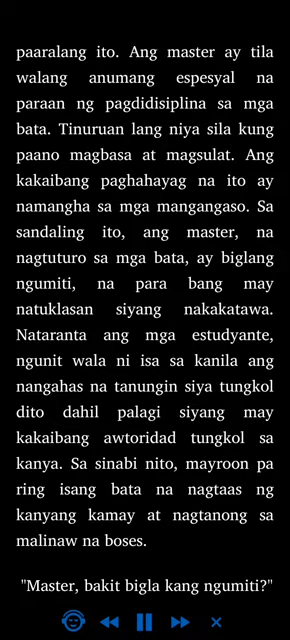 paaralang ito. Ang master ay tila
walang anumang espesyal na
paraan ng pagdidisiplina sa mga
bata. Tinuruan lang niya sila kung
paano magbasa at magsulat. Ang
kakaibang paghahayag na ito ay
namangha sa mga mangangaso. Sa
sandaling ito, ang master, na
nagtuturo sa mga bata, ay biglang
ngumiti, na para bang may
natuklasan siyang nakakatawa.
Nataranta ang mga estudyante,
ngunit wala ni isa sa kanila ang
nangahas na tanungin siya tungkol
dito dahil palagi siyang may
kakaibang awtoridad tungkol sa
kanya. Sa sinabi nito, mayroon pa
ring isang bata na nagtaas ng
kanyang kamay at nagtanong sa
malinaw na boses.
"Master, bakit bigla kang ngumiti?"